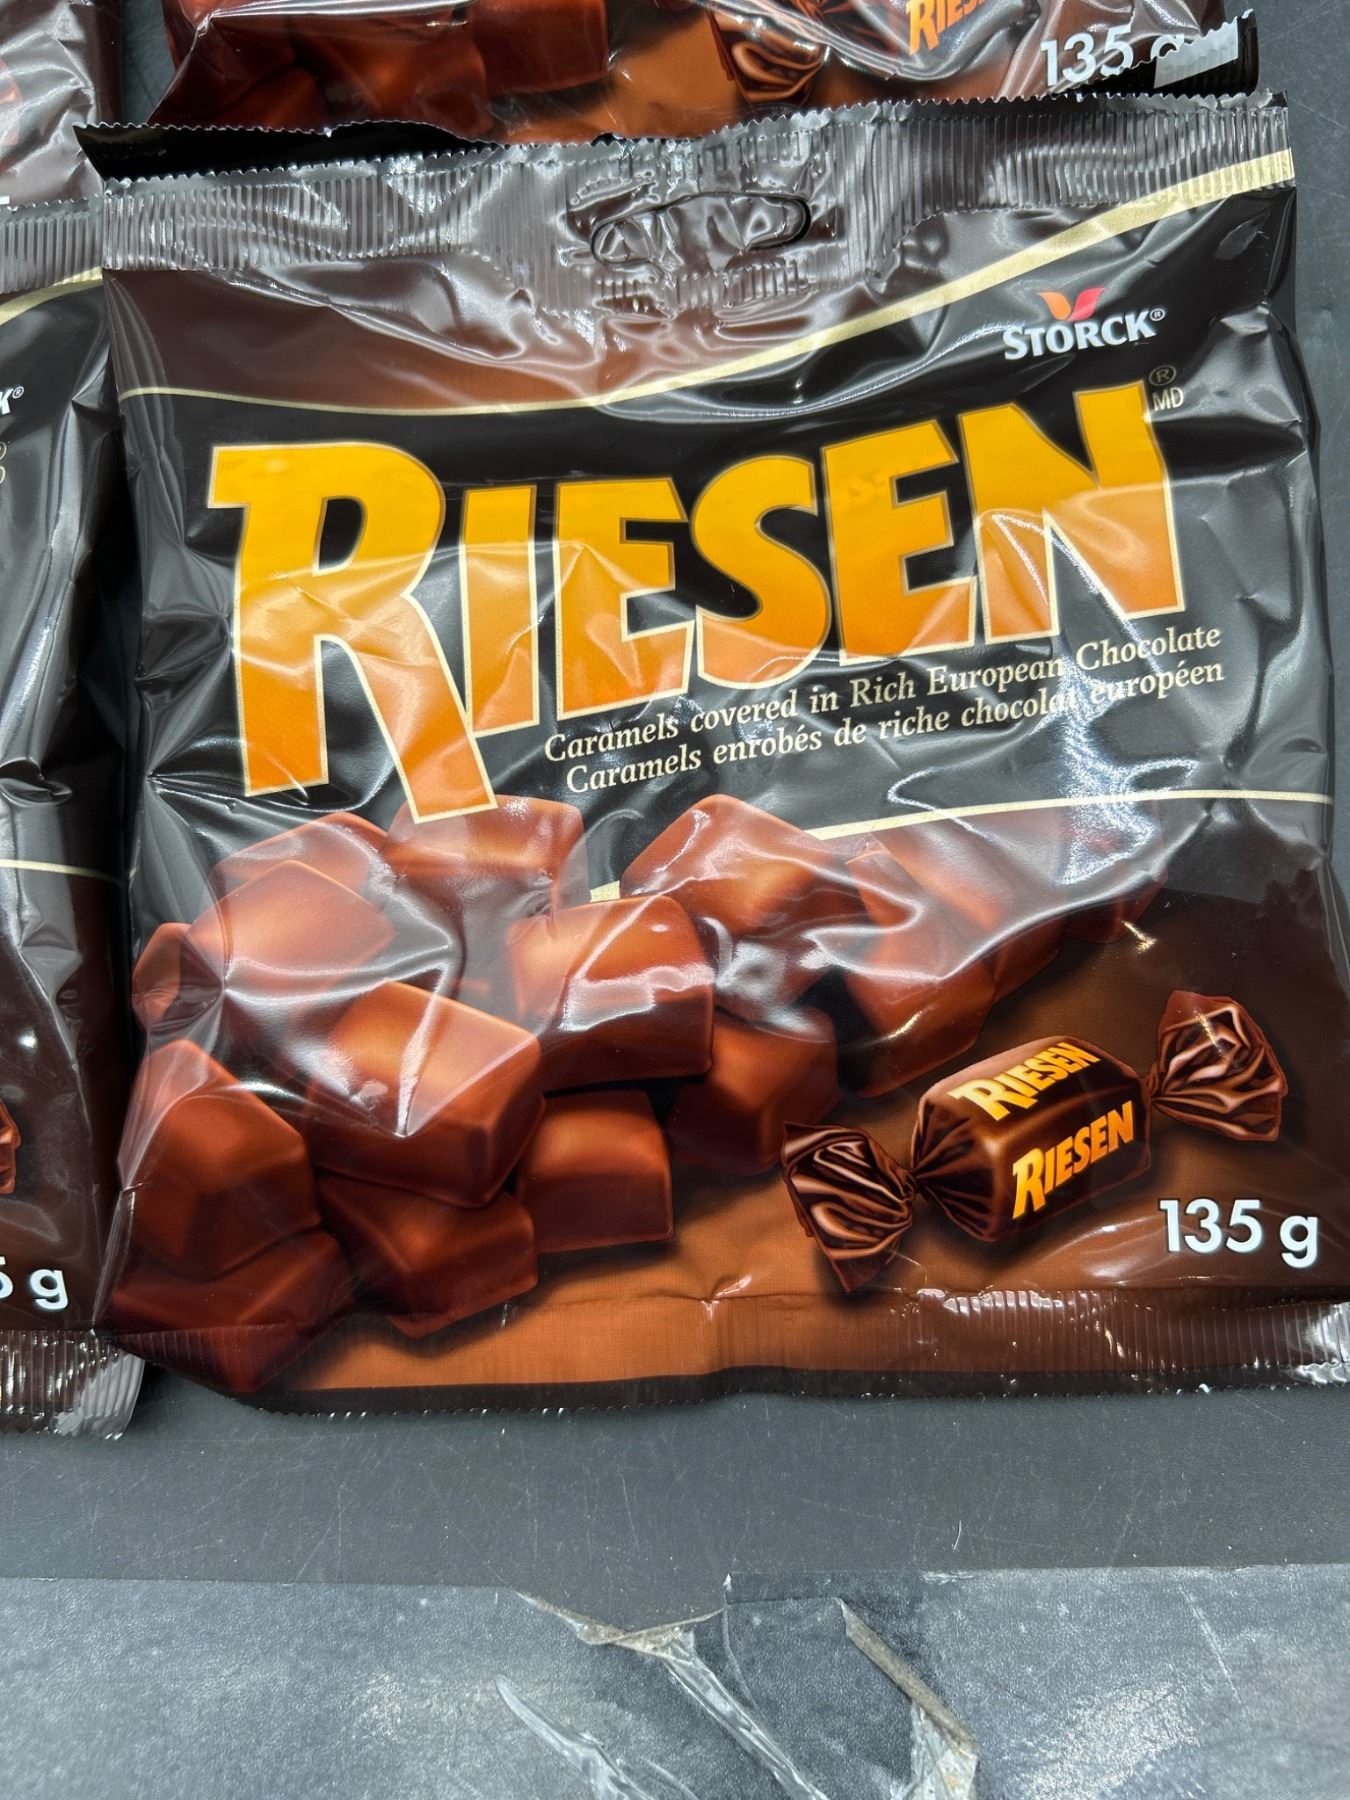 135 g
STORCK®
RIESEN
® MD
Caramels covered in Rich European Chocolate
Caramels enrobés de riche chocolat européen
RIESEN
RIESEN
135 g